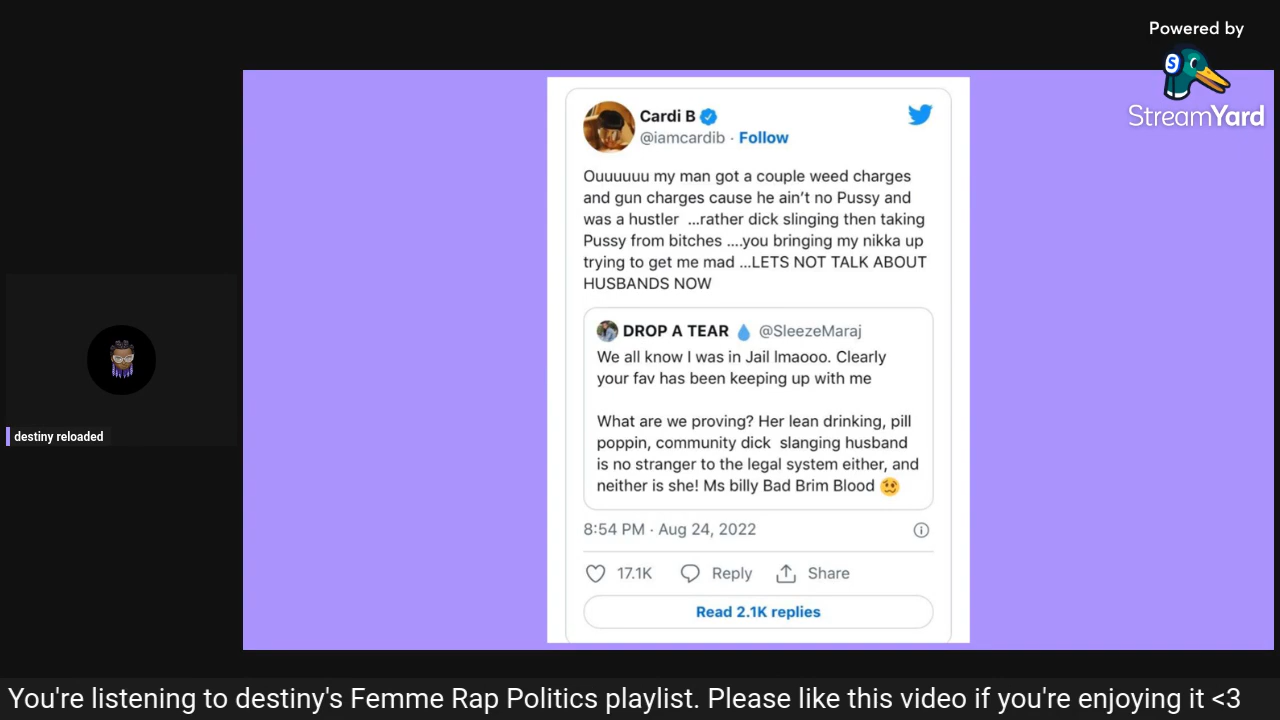 Powered by
StreamYard
Cardi B
@iamcardib · Follow
Ouuuuuu my man got a couple weed charges
and gun charges cause he ain't no Pussy and
was a hustler ...rather dick slinging then taking
Pussy from bitches ....you bringing my nikka up
trying to get me mad ...LETS NOT TALK ABOUT
HUSBANDS NOW
DROP A TEAR 💧 @SleezeMaraj
We all know I was in Jail lmaooo. Clearly
your fav has been keeping up with me
What are we proving? Her lean drinking, pill
poppin, community dick slanging husband
is no stranger to the legal system either, and
neither is she! Ms billy Bad Brim Blood 🥴
8:54 PM · Aug 24, 2022
17.1K Reply Share
Read 2.1K replies
destiny reloaded
You're listening to destiny's Femme Rap Politics playlist. Please like this video if you're enjoying it <3